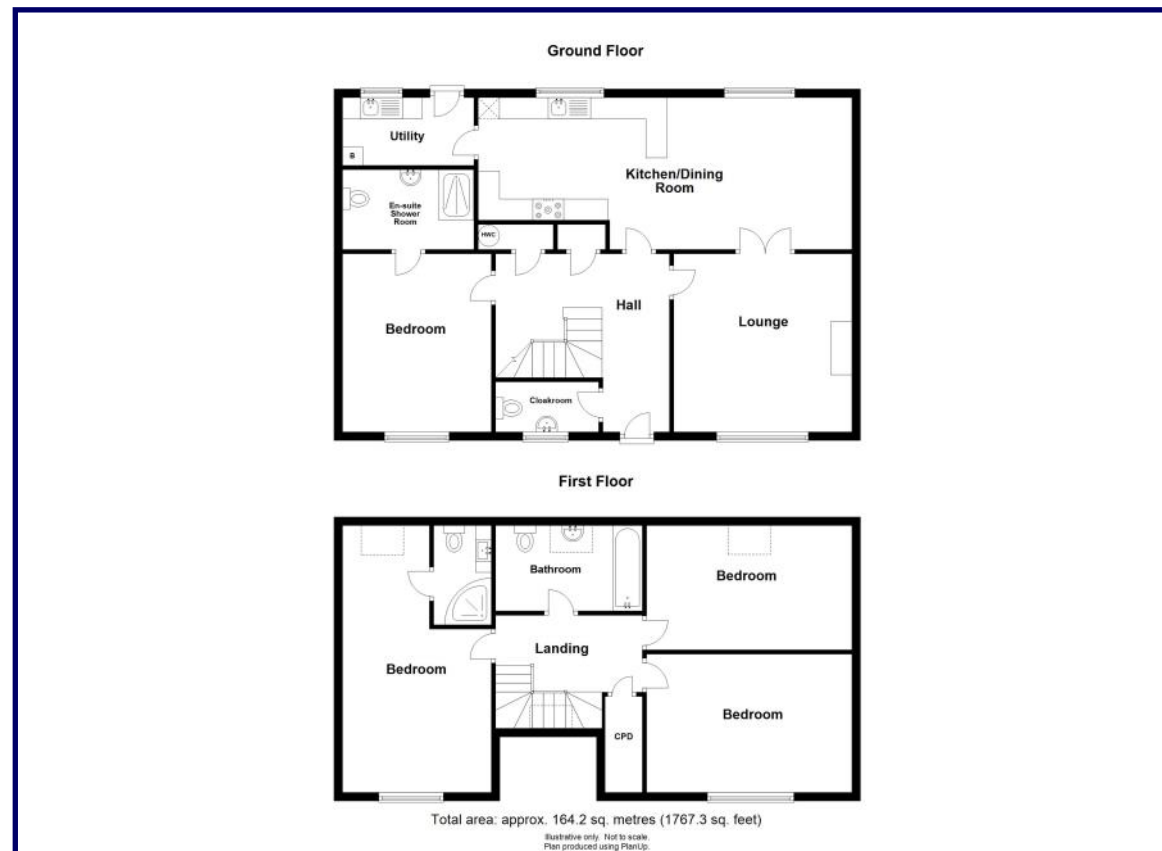 Ground Floor
Utility
B
Kitchen/Dining
Room
En-suite
Shower
Room
HWC
Hall
Bedroom
Lounge
Cloakroom
First Floor
Bathroom
Bedroom
Landing
Bedroom
Bedroom
CPD
Total area: approx. 164.2 sq. metres (1767.3 sq. feet)
Illustrative only. Not to scale.
Plan produced using PlanUp.